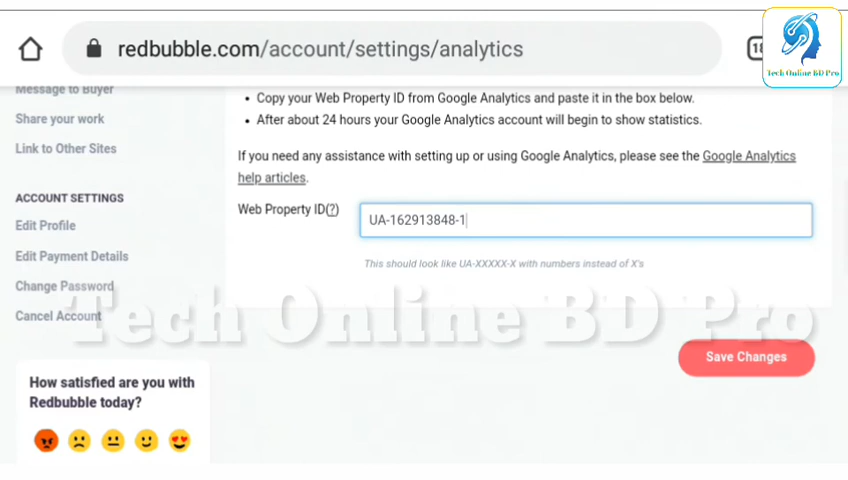 redbubble.com/account/settings/analytics
18
Tech Online BD Pro
Message to Buyer
Share your work
Link to Other Sites
ACCOUNT SETTINGS
Edit Profile
Edit Payment Details
Change Password
Cancel Account
How satisfied are you with
Redbubble today?
• Copy your Web Property ID from Google Analytics and paste it in the box below.
• After about 24 hours your Google Analytics account will begin to show statistics.
If you need any assistance with setting up or using Google Analytics, please see the Google Analytics
help articles.
Web Property ID(?)
UA-162913848-1
This should look like UA-XXXXX-X with numbers instead of X's
Tech Online BD Pro
Save Changes